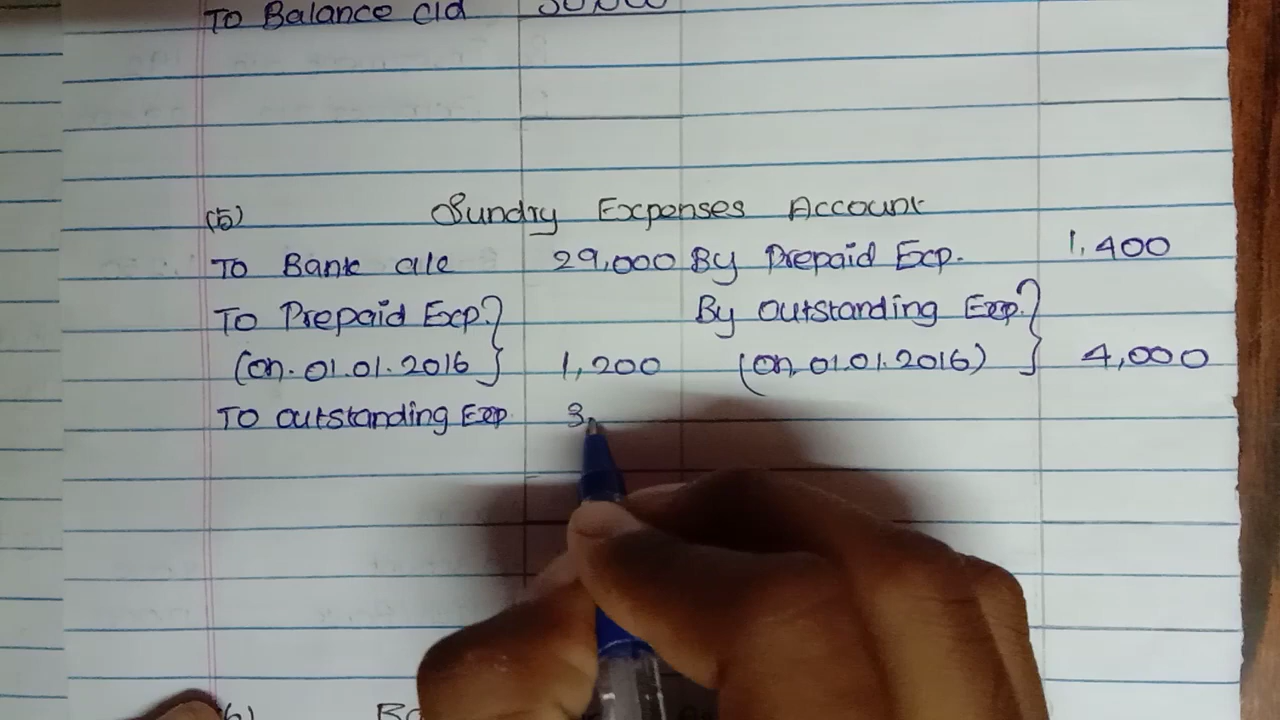 To Balance c/d
(5) Sundry Expenses Account
To Bank a/c 29,000 By Prepaid Exp. 1,400
To Prepaid Exp. By Outstanding Exp.
(on. 01.01.2016 1,200 (on, 01.01.2016) 4,000
To Outstanding Exp 3,